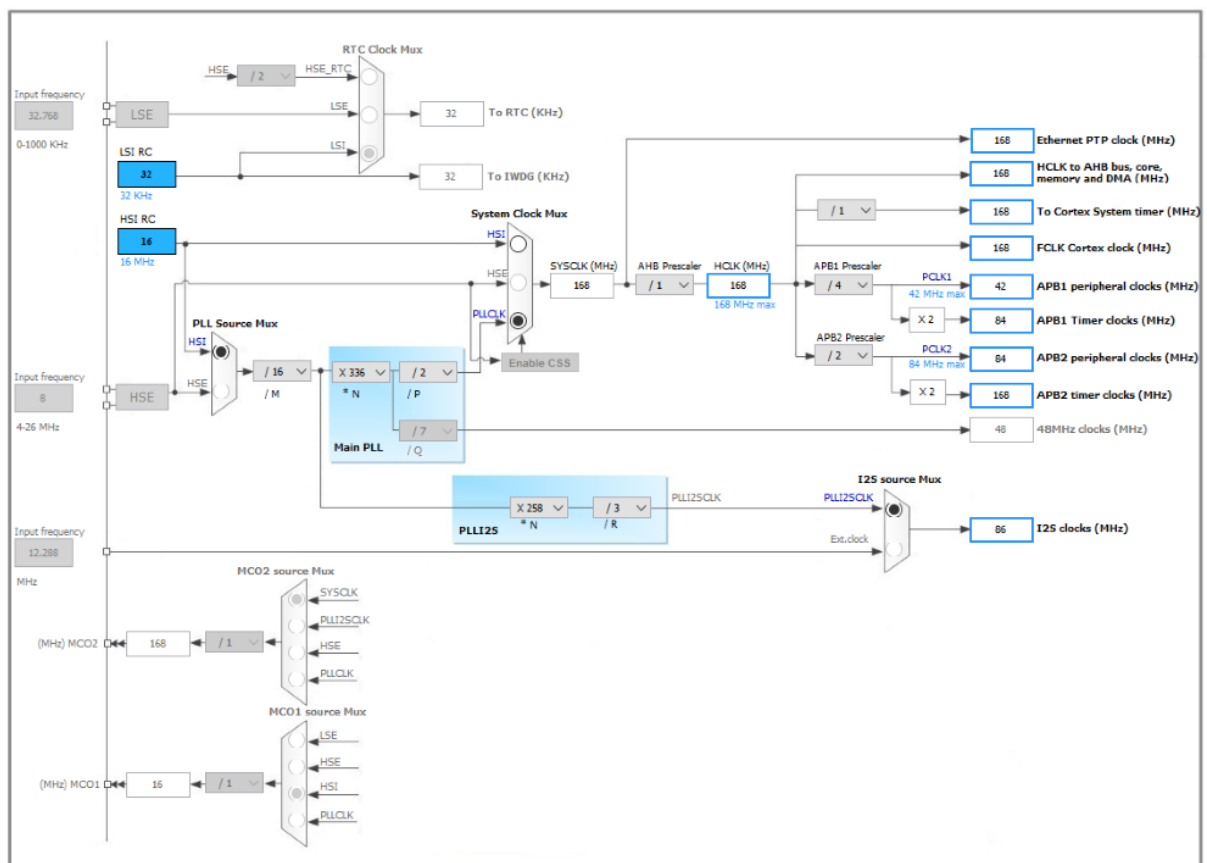 RTC Clock Mux
HSE
/ 2
HSE_RTC
Input frequency
32.768
0-1000 KHz
LSE
LSE
32
To RTC (KHz)
LSI RC
32
32 KHz
LSI
32
To IWDG (KHz)
HSI RC
16
16 MHz
System Clock Mux
HSI
HSE
PLLCLK
SYSCLK (MHz)
168
AHB Prescaler
/ 1
HCLK (MHz)
168
168 MHz max
Enable CSS
168
Ethernet PTP clock (MHz)
168
HCLK to AHB bus, core,
memory and DMA (MHz)
/ 1
168
To Cortex System timer (MHz)
168
FCLK Cortex clock (MHz)
APB1 Prescaler
/ 4
PCLK1
42 MHz max
42
APB1 peripheral clocks (MHz)
X 2
84
APB1 Timer clocks (MHz)
APB2 Prescaler
/ 2
PCLK2
84 MHz max
84
APB2 peripheral clocks (MHz)
X 2
168
APB2 timer clocks (MHz)
48
48MHz clocks (MHz)
PLL Source Mux
HSI
HSE
Input frequency
8
4-26 MHz
HSE
/ 16
/ M
X 336
* N
/ 2
/ P
/ 7
/ Q
Main PLL
X 258
* N
/ 3
/ R
PLLI2S
PLLI2SCLK
I2S source Mux
PLLI2SCLK
Ext.clock
86
I2S clocks (MHz)
Input frequency
12.288
MHz
MCO2 source Mux
SYSCLK
PLLI2SCLK
HSE
PLLCLK
(MHz) MCO2
168
/ 1
MCO1 source Mux
LSE
HSE
HSI
PLLCLK
(MHz) MCO1
16
/ 1